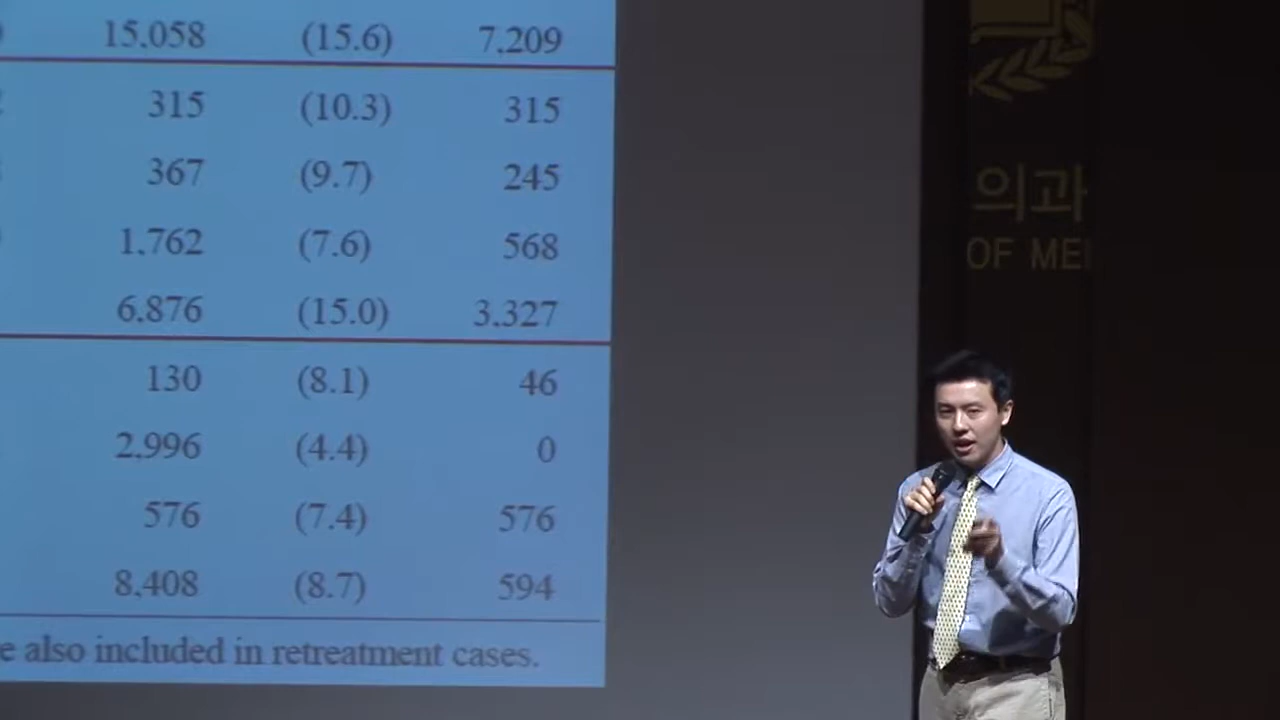 15,058 (15.6) 7,209
315 (10.3) 315
367 (9.7) 245
1,762 (7.6) 568
6,876 (15.0) 3,327
130 (8.1) 46
2,996 (4.4) 0
576 (7.4) 576
8,408 (8.7) 594
also included in retreatment cases.
의과
OF ME